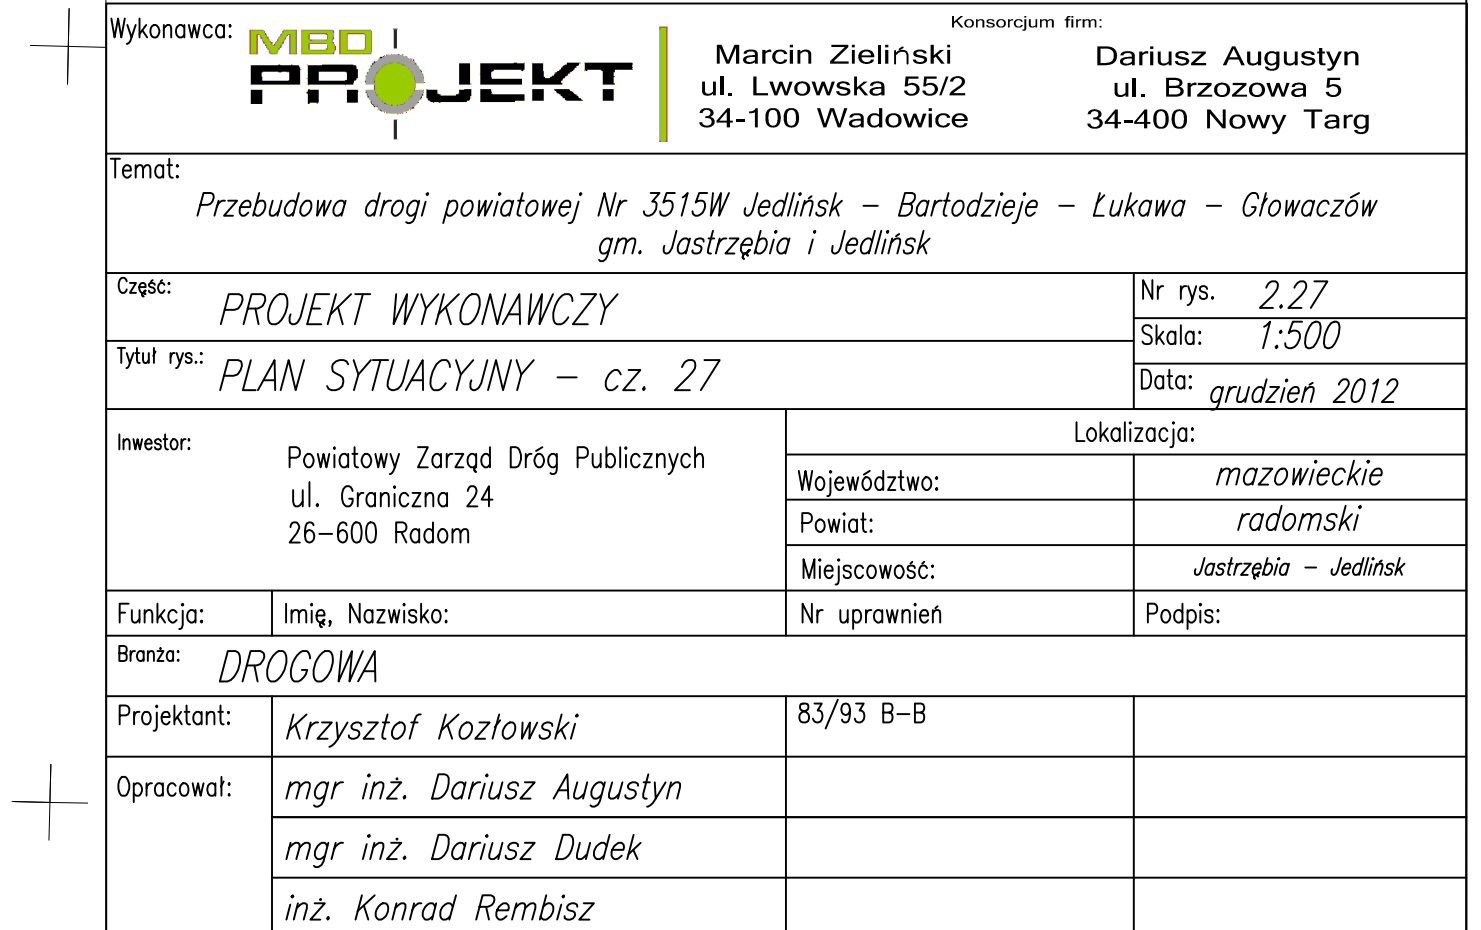 Wykonawca:
MBD
PROJEKT
Konsorcjum firm:
Marcin Zieliński
ul. Lwowska 55/2
34-100 Wadowice
Dariusz Augustyn
ul. Brzozowa 5
34-400 Nowy Targ
Temat:
Przebudowa drogi powiatowej Nr 3515W Jedlińsk – Bartodzieje – Łukawa – Głowaczów
gm. Jastrzębia i Jedlińsk
Część:
PROJEKT WYKONAWCZY
Nr rys. 2.27
Skala: 1:500
Tytuł rys.: PLAN SYTUACYJNY – cz. 27
Data: grudzień 2012
Inwestor:
Powiatowy Zarząd Dróg Publicznych
ul. Graniczna 24
26–600 Radom
Lokalizacja:
Województwo: mazowieckie
Powiat: radomski
Miejscowość: Jastrzębia – Jedlińsk
Funkcja: Imię, Nazwisko: Nr uprawnień Podpis:
Branża: DROGOWA
Projektant: Krzysztof Kozłowski 83/93 B–B
Opracował: mgr inż. Dariusz Augustyn
mgr inż. Dariusz Dudek
inż. Konrad Rembisz